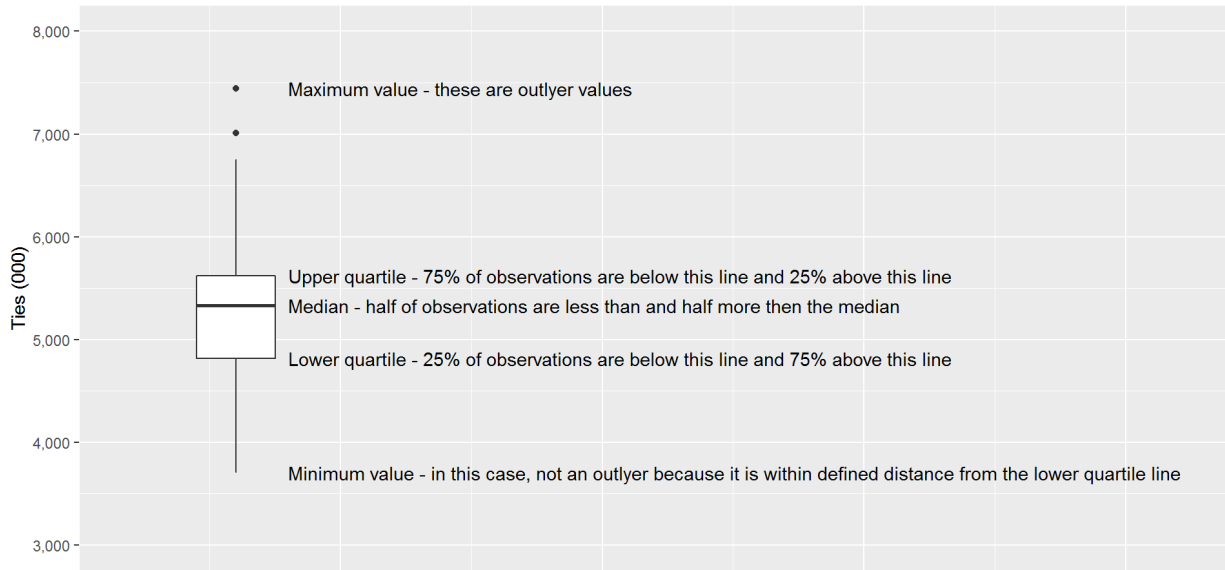 8,000
Maximum value - these are outlyer values
7,000
6,000
Upper quartile - 75% of observations are below this line and 25% above this line
Median - half of observations are less than and half more then the median
Ties (000)
5,000
Lower quartile - 25% of observations are below this line and 75% above this line
4,000
Minimum value - in this case, not an outlyer because it is within defined distance from the lower quartile line
3,000